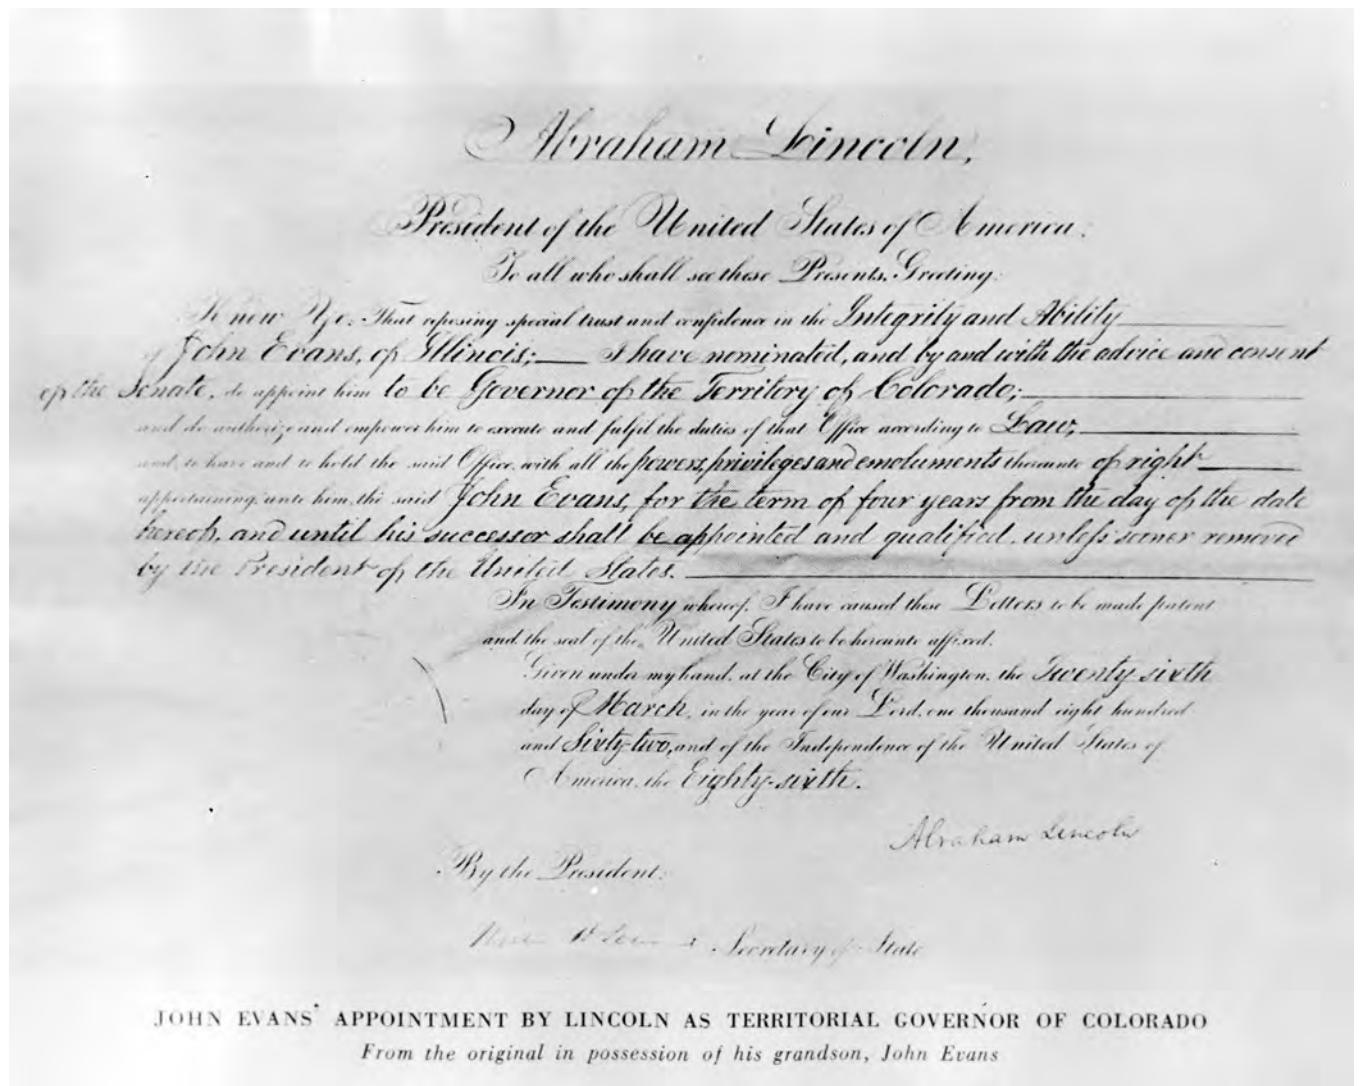 Abraham Lincoln,
President of the United States of America.
To all who shall see these Presents, Greeting:
Know Ye, That reposing special trust and confidence in the Integrity and Ability
of John Evans, of Illinois; I have nominated, and by and with the advice and consent
of the Senate, do appoint him to be Governor of the Territory of Colorado;
and do authorize and empower him to execute and fulfil the duties of that Office according to Law;
and, to have and to hold the said Office, with all the powers, privileges and emoluments thereunto of right
appertaining, unto him, the said John Evans, for the term of four years from the day of the date
hereof, and until his successor shall be appointed and qualified, unless sooner removed
by the President of the United States.
In Testimony whereof, I have caused these Letters to be made patent
and the seal of the United States to be hereunto affixed.
Given under my hand, at the City of Washington, the Twenty sixth
day of March, in the year of our Lord, one thousand eight hundred
and Sixty-two, and of the Independence of the United States of
America, the Eighty-sixth.
Abraham Lincoln
By the President:
Secretary of State
JOHN EVANS' APPOINTMENT BY LINCOLN AS TERRITORIAL GOVERNOR OF COLORADO
From the original in possession of his grandson, John Evans